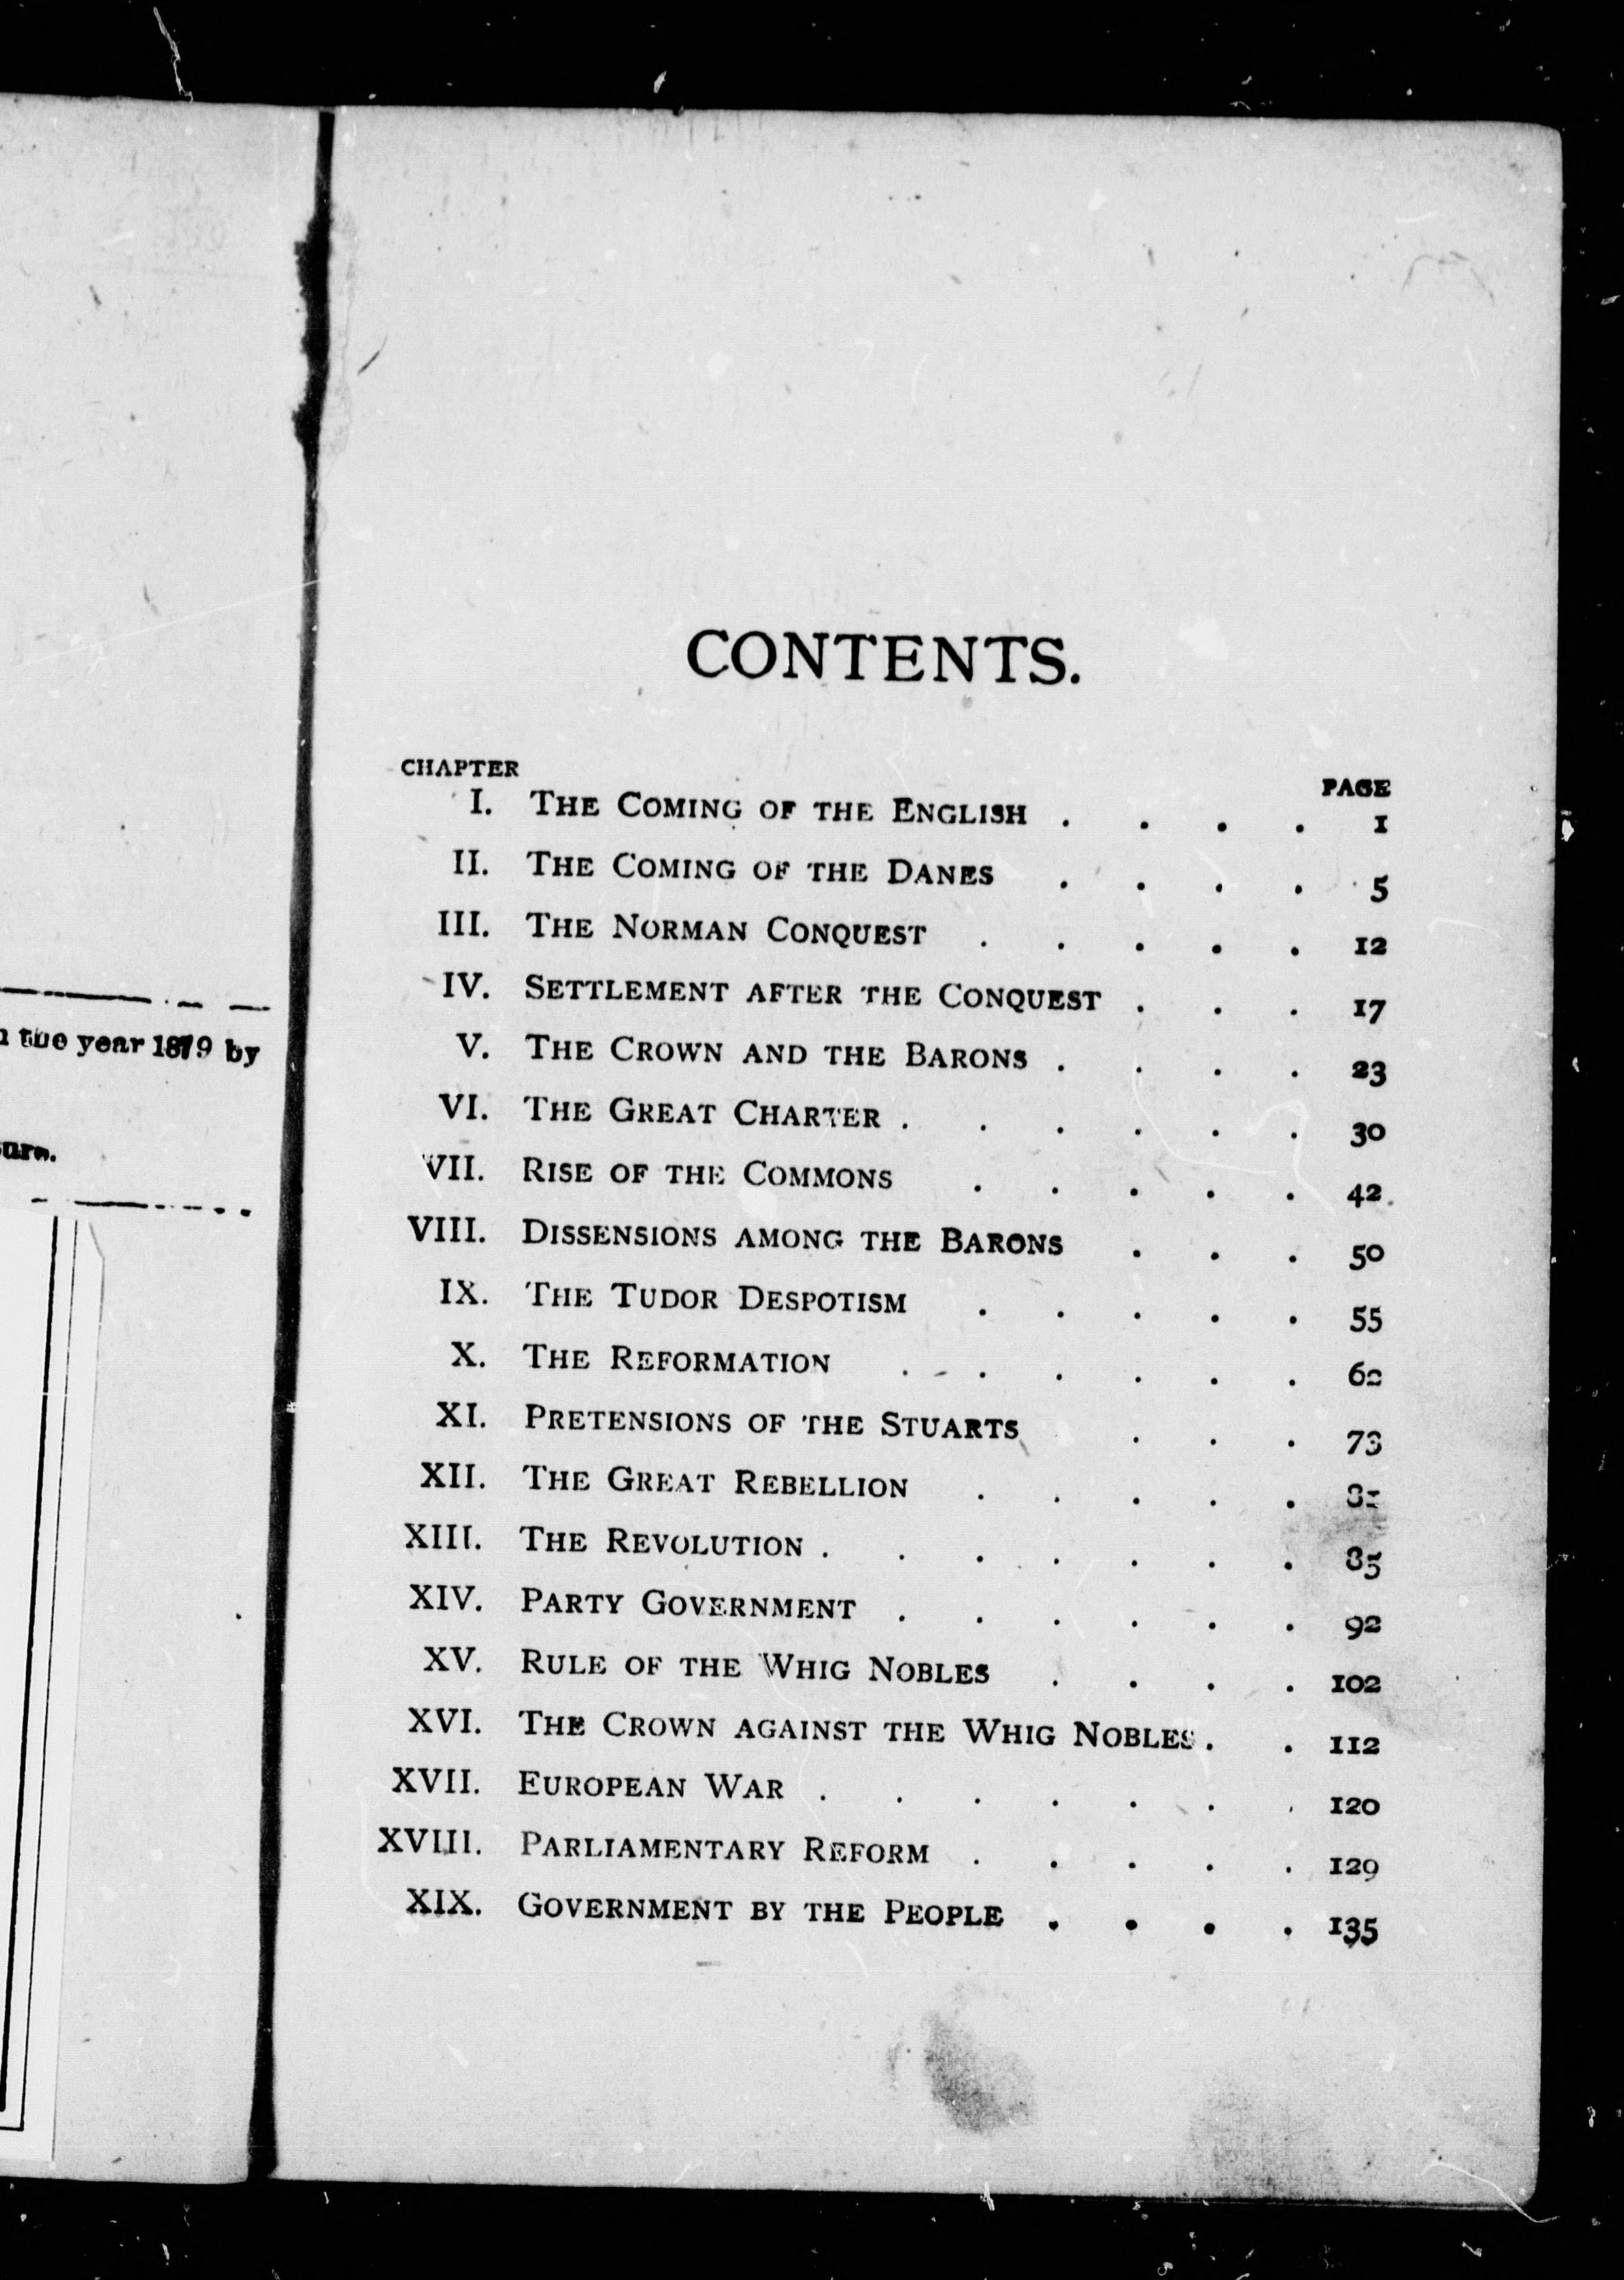 the year 1879 by
CONTENTS.
CHAPTER PAGE
I. THE COMING OF THE ENGLISH . . . . 1
II. THE COMING OF THE DANES . . . . 5
III. THE NORMAN CONQUEST . . . . . 12
IV. SETTLEMENT AFTER THE CONQUEST . . . 17
V. THE CROWN AND THE BARONS . . . . 23
VI. THE GREAT CHARTER . . . . . . 30
VII. RISE OF THE COMMONS . . . . . 42
VIII. DISSENSIONS AMONG THE BARONS . . . 50
IX. THE TUDOR DESPOTISM . . . . . 55
X. THE REFORMATION . . . . . . 60
XI. PRETENSIONS OF THE STUARTS . . . 73
XII. THE GREAT REBELLION . . . . .
XIII. THE REVOLUTION . . . . . . . 85
XIV. PARTY GOVERNMENT . . . . . . 92
XV. RULE OF THE WHIG NOBLES . . . . 102
XVI. THE CROWN AGAINST THE WHIG NOBLES . . 112
XVII. EUROPEAN WAR . . . . . . . 120
XVIII. PARLIAMENTARY REFORM . . . . . 129
XIX. GOVERNMENT BY THE PEOPLE . . . . 135